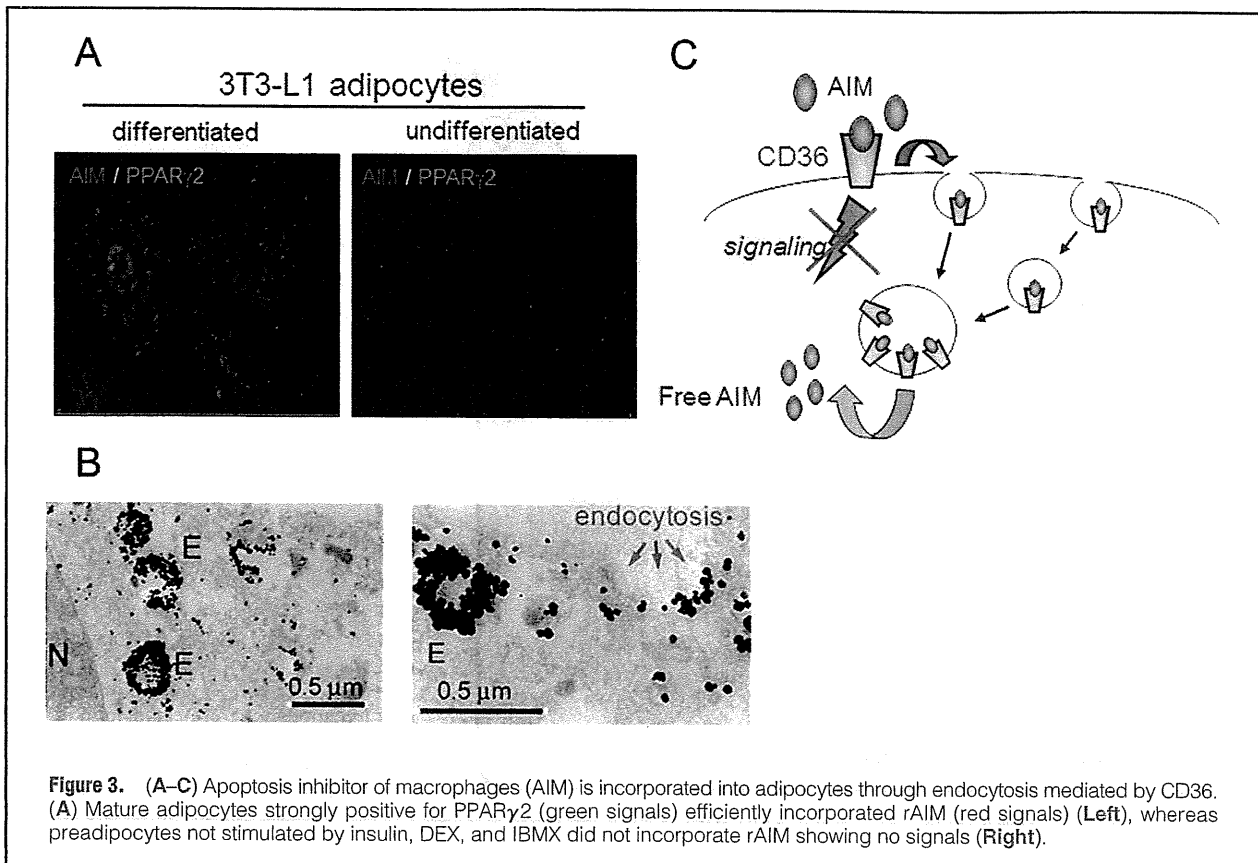 A
3T3-L1 adipocytes
differentiated
undifferentiated
AIM / PPARγ2
AIM / PPARγ2
B
E
E
N
0.5 µm
endocytosis
E
0.5 µm
C
AIM
CD36
signaling
Free AIM
Figure 3. (A–C) Apoptosis inhibitor of macrophages (AIM) is incorporated into adipocytes through endocytosis mediated by CD36.
(A) Mature adipocytes strongly positive for PPARγ2 (green signals) efficiently incorporated rAIM (red signals) (Left), whereas
preadipocytes not stimulated by insulin, DEX, and IBMX did not incorporate rAIM showing no signals (Right).